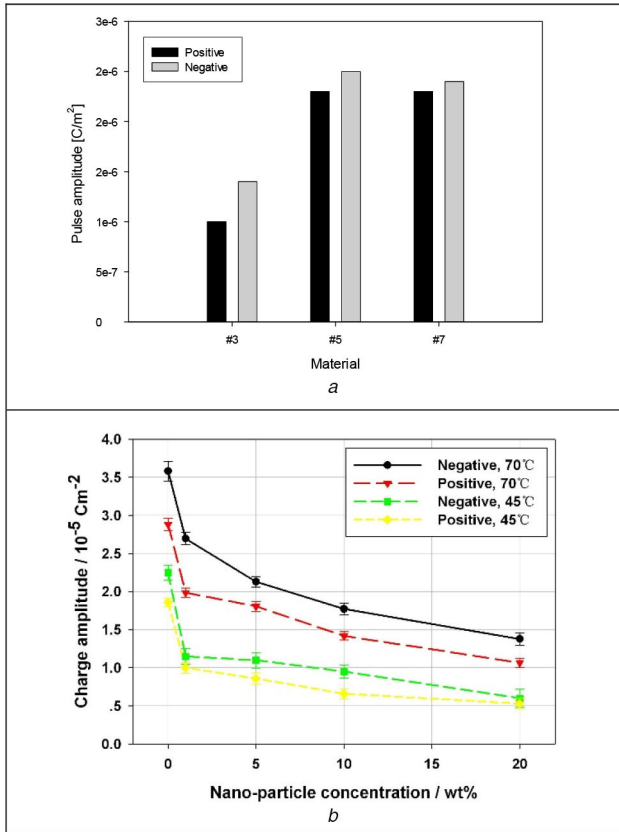 3e-6
Positive
Negative
2e-6
2e-6
2e-6
1e-6
5e-7
0
Pulse amplitude [C/m²]
#3 #5 #7
Material
a
4.0
3.5
3.0
2.5
2.0
1.5
1.0
.5
0.0
Charge amplitude / 10⁻⁵ Cm⁻²
Negative, 70℃
Positive, 70℃
Negative, 45℃
Positive, 45℃
0 5 10 15 20
Nano-particle concentration / wt%
b